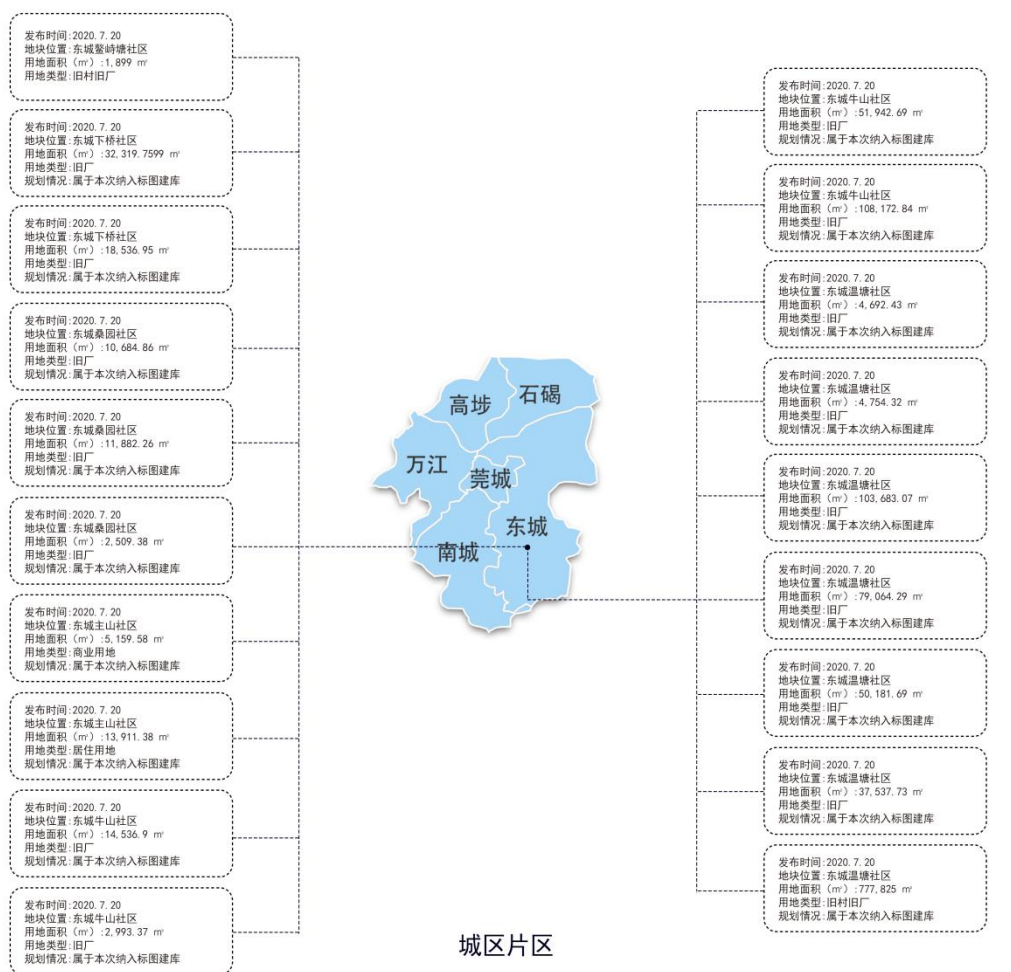 发布时间:2020.7.20
地块位置:东城鳌峙塘社区
用地面积（㎡）:1,899 ㎡
用地类型:旧村旧厂
发布时间:2020.7.20
地块位置:东城下桥社区
用地面积（㎡）:32,319.7599 ㎡
用地类型:旧厂
规划情况:属于本次纳入标图建库
发布时间:2020.7.20
地块位置:东城下桥社区
用地面积（㎡）:18,536.95 ㎡
用地类型:旧厂
规划情况:属于本次纳入标图建库
发布时间:2020.7.20
地块位置:东城桑园社区
用地面积（㎡）:10,684.86 ㎡
用地类型:旧厂
规划情况:属于本次纳入标图建库
发布时间:2020.7.20
地块位置:东城桑园社区
用地面积（㎡）:11,882.26 ㎡
用地类型:旧厂
规划情况:属于本次纳入标图建库
发布时间:2020.7.20
地块位置:东城桑园社区
用地面积（㎡）:2,509.38 ㎡
用地类型:旧厂
规划情况:属于本次纳入标图建库
发布时间:2020.7.20
地块位置:东城主山社区
用地面积（㎡）:5,159.58 ㎡
用地类型:商业用地
规划情况:属于本次纳入标图建库
发布时间:2020.7.20
地块位置:东城主山社区
用地面积（㎡）:13,911.38 ㎡
用地类型:居住用地
规划情况:属于本次纳入标图建库
发布时间:2020.7.20
地块位置:东城牛山社区
用地面积（㎡）:14,536.9 ㎡
用地类型:旧厂
规划情况:属于本次纳入标图建库
发布时间:2020.7.20
地块位置:东城牛山社区
用地面积（㎡）:2,993.37 ㎡
用地类型:旧厂
规划情况:属于本次纳入标图建库
高埗
石碣
万江
莞城
东城
南城
城区片区
发布时间:2020.7.20
地块位置:东城牛山社区
用地面积（㎡）:51,942.69 ㎡
用地类型:旧厂
规划情况:属于本次纳入标图建库
发布时间:2020.7.20
地块位置:东城牛山社区
用地面积（㎡）:108,172.84 ㎡
用地类型:旧厂
规划情况:属于本次纳入标图建库
发布时间:2020.7.20
地块位置:东城温塘社区
用地面积（㎡）:4,692.43 ㎡
用地类型:旧厂
规划情况:属于本次纳入标图建库
发布时间:2020.7.20
地块位置:东城温塘社区
用地面积（㎡）:4,754.32 ㎡
用地类型:旧厂
规划情况:属于本次纳入标图建库
发布时间:2020.7.20
地块位置:东城温塘社区
用地面积（㎡）:103,683.07 ㎡
用地类型:旧厂
规划情况:属于本次纳入标图建库
发布时间:2020.7.20
地块位置:东城温塘社区
用地面积（㎡）:79,064.29 ㎡
用地类型:旧厂
规划情况:属于本次纳入标图建库
发布时间:2020.7.20
地块位置:东城温塘社区
用地面积（㎡）:50,181.69 ㎡
用地类型:旧厂
规划情况:属于本次纳入标图建库
发布时间:2020.7.20
地块位置:东城温塘社区
用地面积（㎡）:37,537.73 ㎡
用地类型:旧厂
规划情况:属于本次纳入标图建库
发布时间:2020.7.20
地块位置:东城温塘社区
用地面积（㎡）:777,825 ㎡
用地类型:旧村旧厂
规划情况:属于本次纳入标图建库